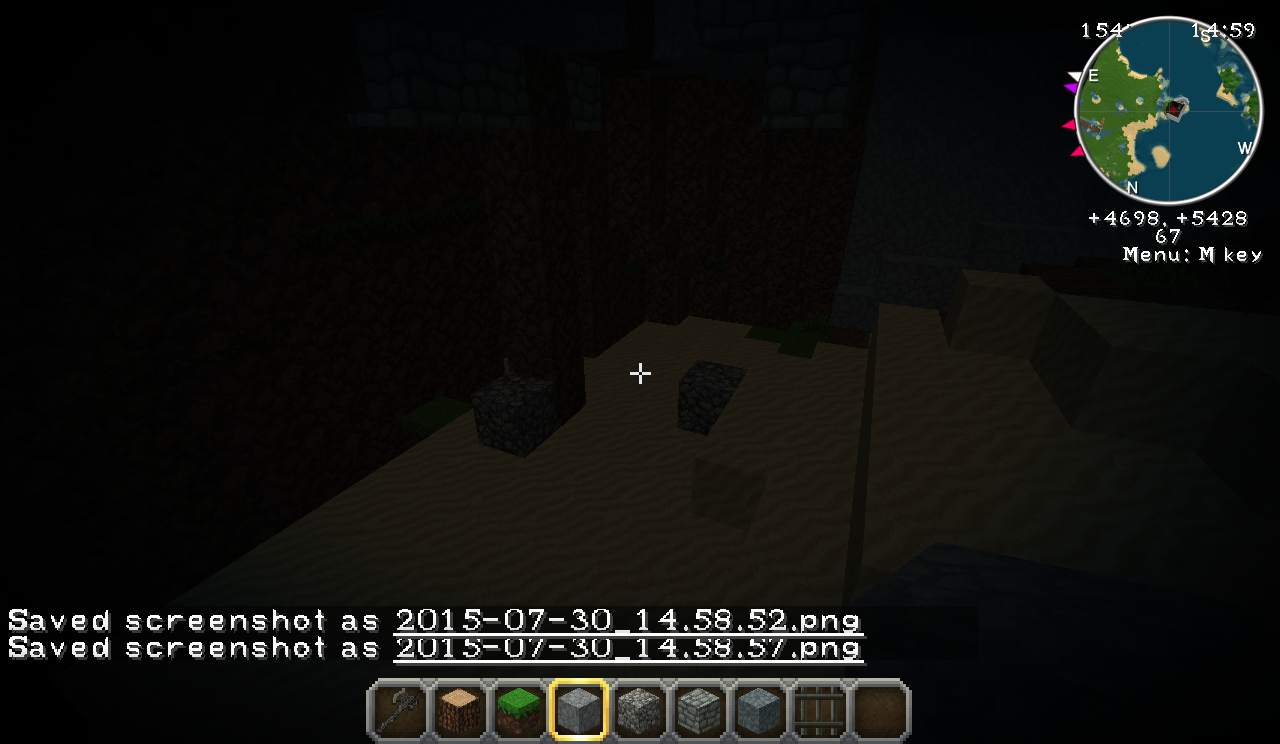 154 14:59
S
E
W
N
+4698, +5428
67
Menu: M key
Saved screenshot as 2015-07-30_14.58.52.png
Saved screenshot as 2015-07-30_14.58.57.png